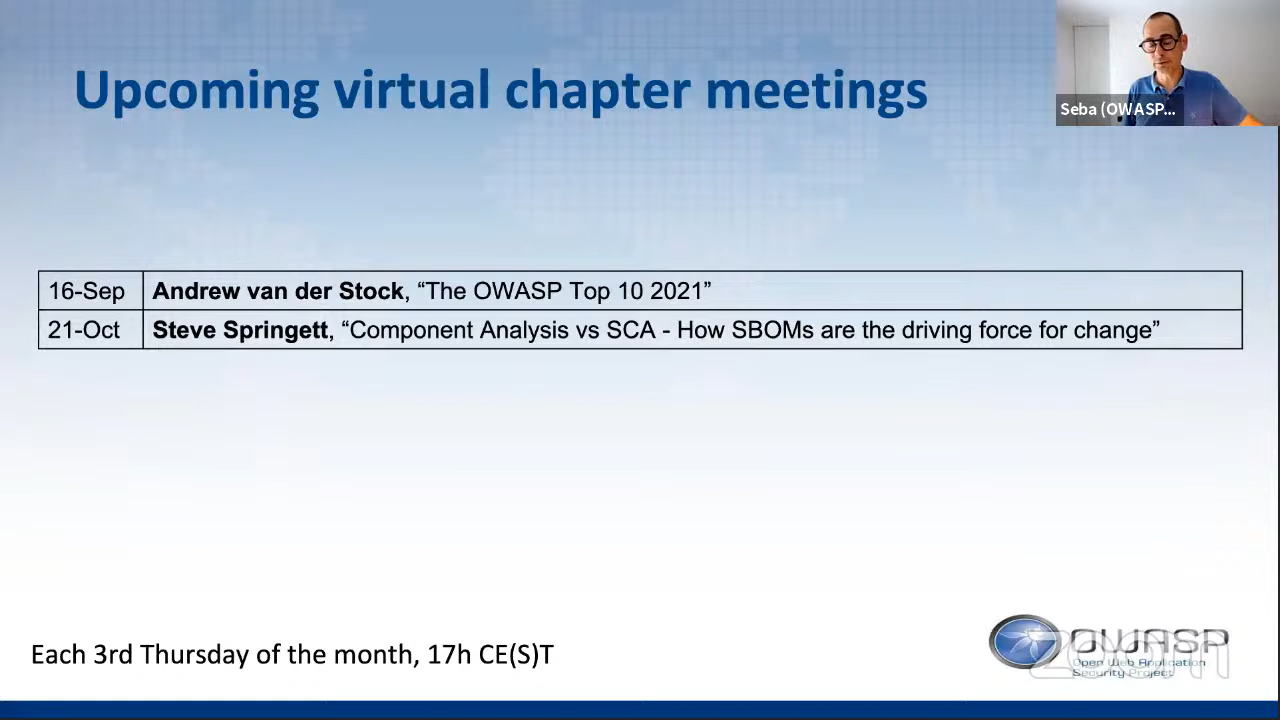 Upcoming virtual chapter meetings
Seba (OWASP...
16-Sep Andrew van der Stock, “The OWASP Top 10 2021”
21-Oct Steve Springett, “Component Analysis vs SCA - How SBOMs are the driving force for change”
Each 3rd Thursday of the month, 17h CE(S)T
OWASP
Open Web Application
Security Project
zoom